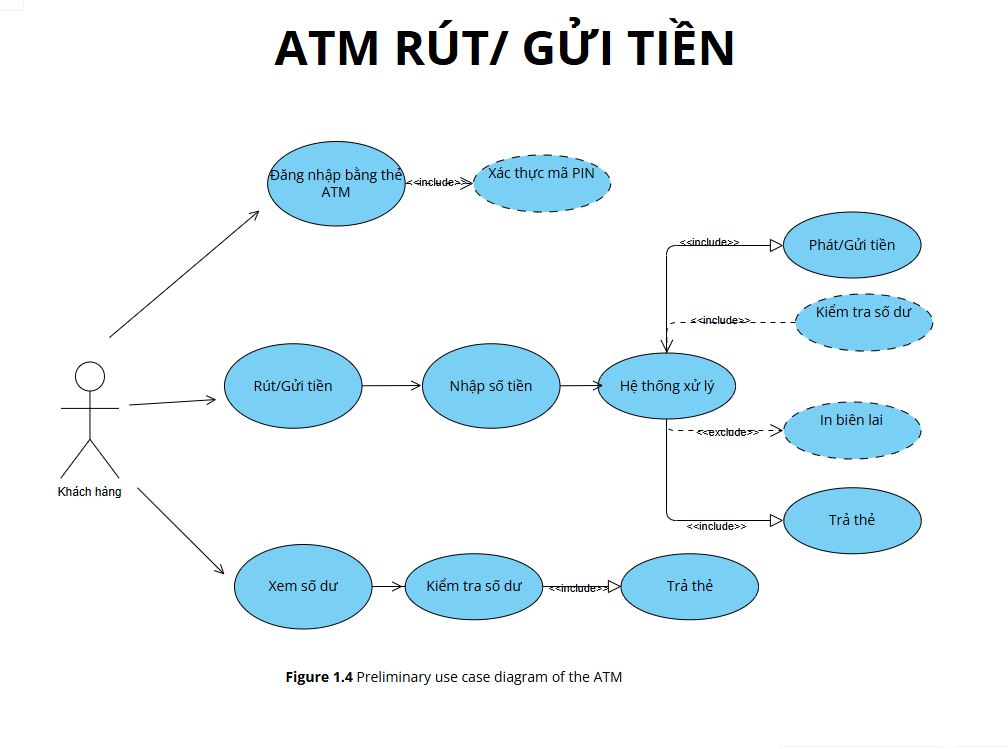 ATM RÚT/ GỬI TIỀN
Đăng nhập bằng thẻ
ATM
<<include>>
Xác thực mã PIN
<<include>>
Phát/Gửi tiền
<<include>>
Kiểm tra số dư
Rút/Gửi tiền
Nhập số tiền
Hệ thống xử lý
<<exclude>>
In biên lai
Khách hàng
<<include>>
Trả thẻ
Xem số dư
Kiểm tra số dư
<<include>>
Trả thẻ
Figure 1.4 Preliminary use case diagram of the ATM